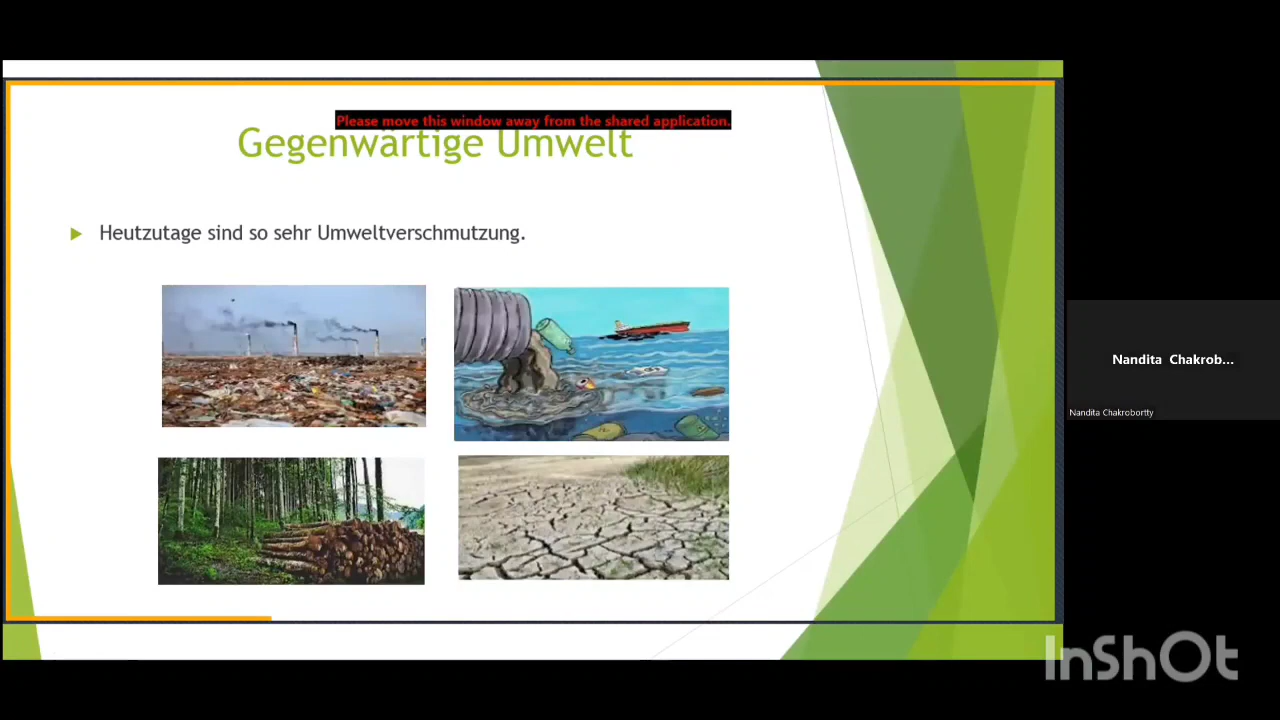 Please move this window away from the shared application.
Gegenwärtige Umwelt
Heutzutage sind so sehr Umweltverschmutzung.
Nandita Chakrob...
Nandita Chakrobortty
InShOt